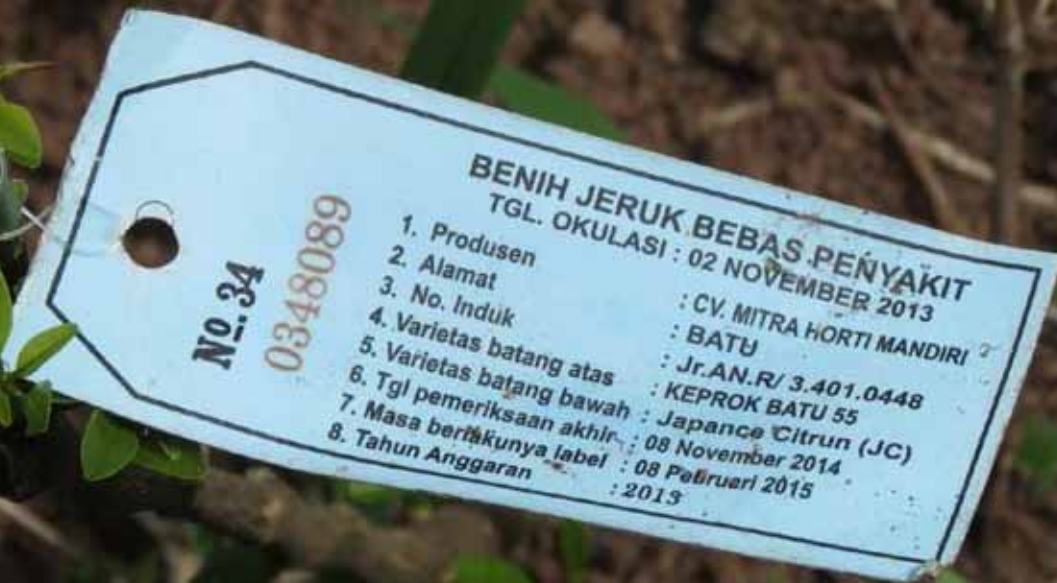 BENIH JERUK BEBAS PENYAKIT
TGL. OKULASI : 02 NOVEMBER 2013
1. Produsen : CV. MITRA HORTI MANDIRI
2. Alamat : BATU
3. No. Induk : Jr.AN.R/ 3.401.0448
4. Varietas batang atas : KEPROK BATU 55
5. Varietas batang bawah : Japance Citrun (JC)
6. Tgl pemeriksaan akhir : 08 November 2014
7. Masa berlakunya label : 08 Pebruari 2015
8. Tahun Anggaran : 2013
No. 34
0348089